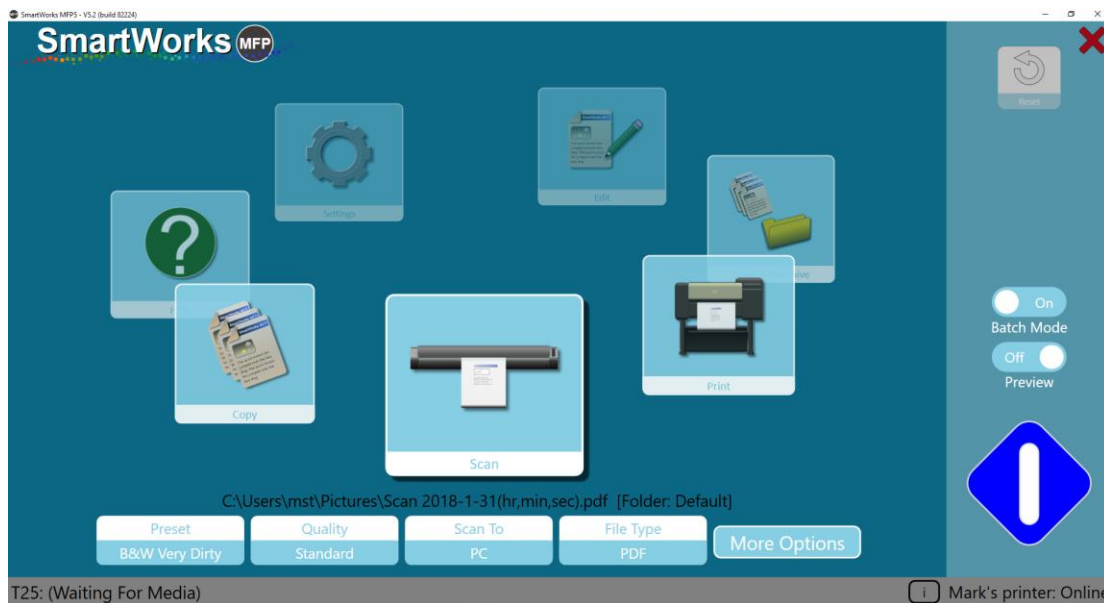 SmartWorks MFP5 - V5.2 (build 82224)
SmartWorks MFP
Reset
Settings
Edit
On
Batch Mode
Off
Preview
Copy
Print
Scan
C:\Users\mst\Pictures\Scan 2018-1-31(hr,min,sec).pdf [Folder: Default]
Preset Quality Scan To File Type
B&W Very Dirty Standard PC PDF
More Options
T25: (Waiting For Media)
i Mark's printer: Online